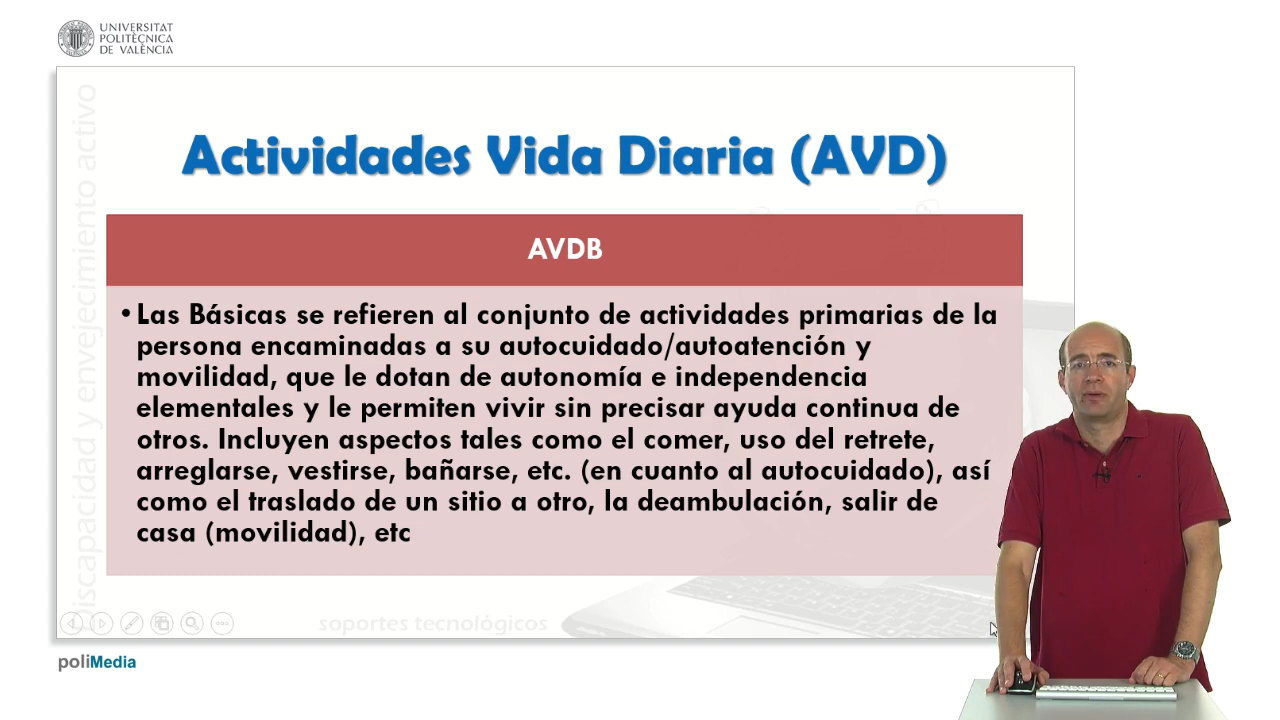 UNIVERSITAT
POLITÈCNICA
DE VALÈNCIA
Discapacidad y envejecimiento activo
Actividades Vida Diaria (AVD)
AVDB
•Las Básicas se refieren al conjunto de actividades primarias de la
persona encaminadas a su autocuidado/autoatención y
movilidad, que le dotan de autonomía e independencia
elementales y le permiten vivir sin precisar ayuda continua de
otros. Incluyen aspectos tales como el comer, uso del retrete,
arreglarse, vestirse, bañarse, etc. (en cuanto al autocuidado), así
como el traslado de un sitio a otro, la deambulación, salir de
casa (movilidad), etc
soportes tecnológicos
poliMedia